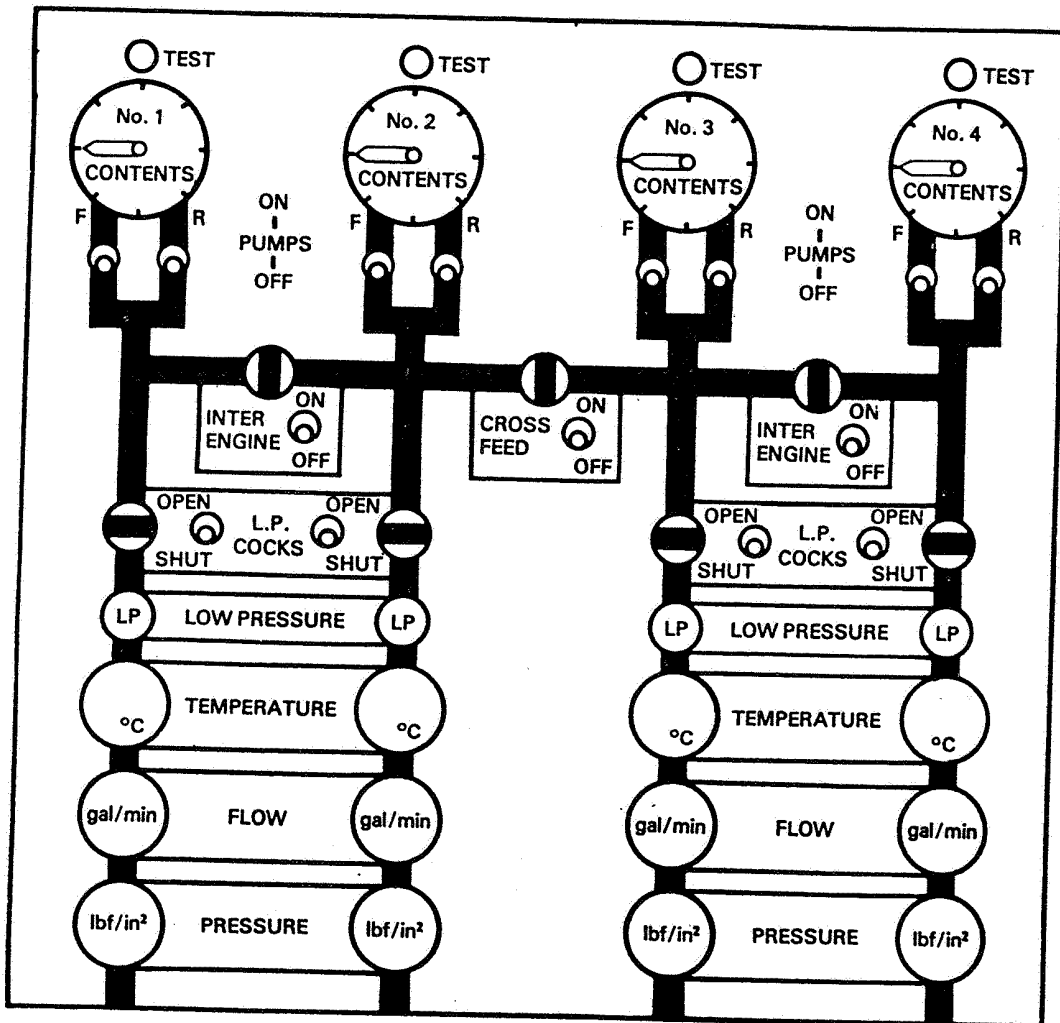 TEST TEST TEST TEST
No. 1 No. 2 No. 3 No. 4
CONTENTS CONTENTS CONTENTS CONTENTS
F R F R F R F R
ON ON
PUMPS PUMPS
OFF OFF
INTER ENGINE ON OFF
CROSS FEED ON OFF
INTER ENGINE ON OFF
OPEN L.P. OPEN
COCKS
SHUT SHUT
OPEN L.P. OPEN
COCKS
SHUT SHUT
LP LOW PRESSURE LP LP LOW PRESSURE LP
TEMPERATURE TEMPERATURE
°C °C °C °C
gal/min FLOW gal/min gal/min FLOW gal/min
lbf/in² PRESSURE lbf/in² lbf/in² PRESSURE lbf/in²